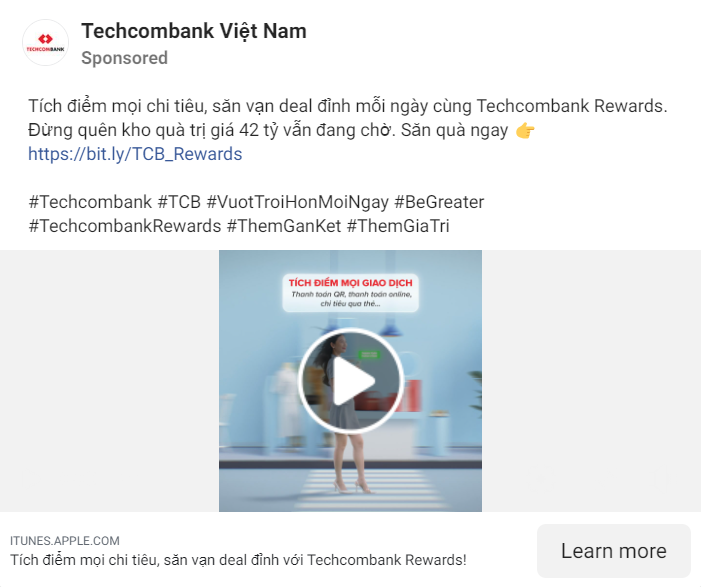 Techcombank Việt Nam
Sponsored
TECHCOMBANK
Tích điểm mọi chi tiêu, săn vạn deal đỉnh mỗi ngày cùng Techcombank Rewards.
Đừng quên kho quà trị giá 42 tỷ vẫn đang chờ. Săn quà ngay 👉
https://bit.ly/TCB_Rewards
#Techcombank #TCB #VuotTroiHonMoiNgay #BeGreater
#TechcombankRewards #ThemGanKet #ThemGiaTri
TÍCH ĐIỂM MỌI GIAO DỊCH
Thanh toán QR, thanh toán online,
chi tiêu qua thẻ...
ITUNES.APPLE.COM
Tích điểm mọi chi tiêu, săn vạn deal đỉnh với Techcombank Rewards!
Learn more